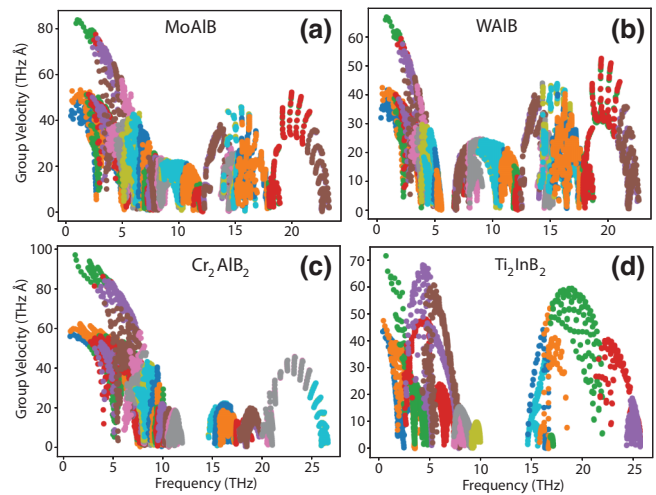 MoAlB (a)
WAlB (b)
Group Velocity (THz Å)
80
60
40
20
0
0 5 10 15 20
60
50
40
30
20
10
0
0 5 10 15 20
Cr₂AlB₂ (c)
Ti₂InB₂ (d)
Group Velocity (THz Å)
100
80
60
40
20
0
0 5 10 15 20 25
Frequency (THz)
70
60
50
40
30
20
10
0
0 5 10 15 20 25
Frequency (THz)